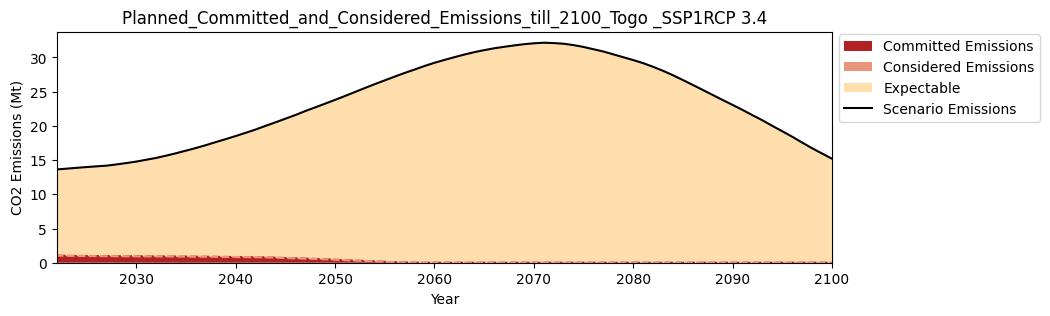 Planned_Committed_and_Considered_Emissions_till_2100_Togo _SSP1RCP 3.4
Committed Emissions
Considered Emissions
Expectable
Scenario Emissions
CO2 Emissions (Mt)
30
25
20
15
10
5
0
2030 2040 2050 2060 2070 2080 2090 2100
Year